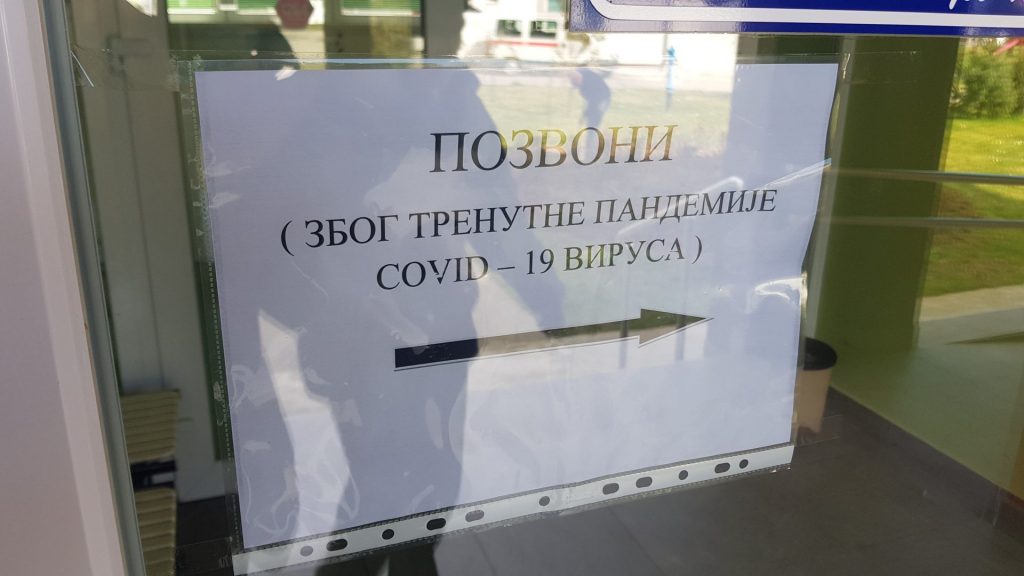 ПОЗВОНИ
( ЗБОГ ТРЕНУТНЕ ПАНДЕМИЈЕ
COVID – 19 ВИРУСА )